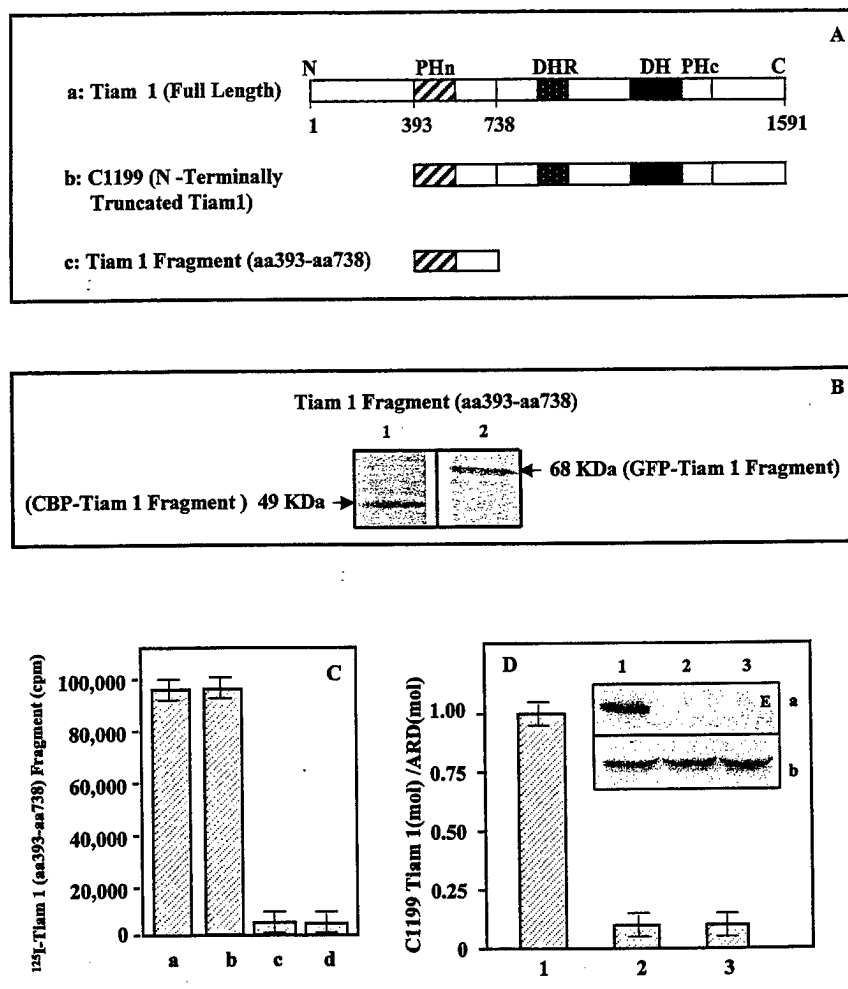 A
N PHn DHR DH PHc C
a: Tiam 1 (Full Length)
1 393 738 1591
b: C1199 (N -Terminally
Truncated Tiam1)
c: Tiam 1 Fragment (aa393-aa738)
B
Tiam 1 Fragment (aa393-aa738)
1 2
68 KDa (GFP-Tiam 1 Fragment)
(CBP-Tiam 1 Fragment ) 49 KDa
C
125I-Tiam 1 (aa393-aa738) Fragment (cpm)
100,000
80,000
60,000
40,000
20,000
0
a b c d
D
C1199 Tiam 1(mol) /ARD(mol)
1.00
0.75
0.50
0.25
0
1 2 3
1 2 3
E a
b